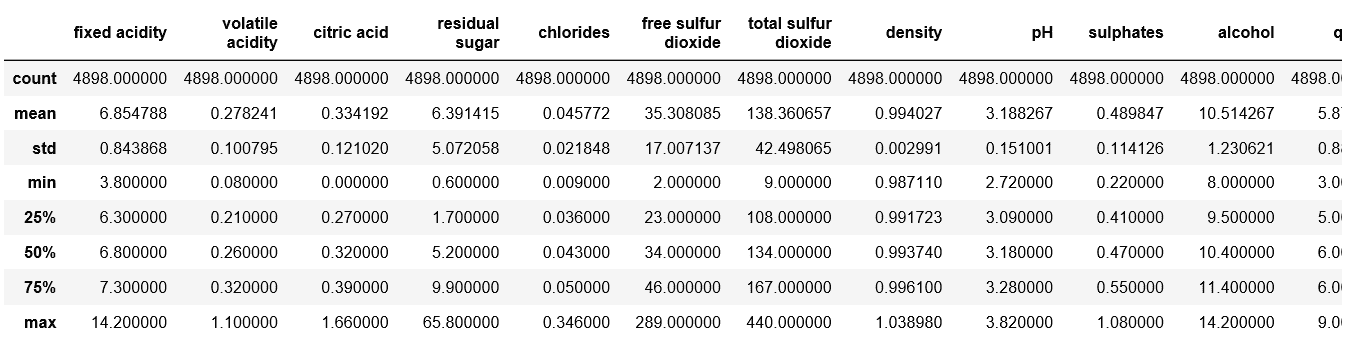 fixed acidity volatile acidity citric acid residual sugar chlorides free sulfur dioxide total sulfur dioxide density pH sulphates alcohol q
count 4898.000000 4898.000000 4898.000000 4898.000000 4898.000000 4898.000000 4898.000000 4898.000000 4898.000000 4898.000000 4898.000000 4898.0
mean 6.854788 0.278241 0.334192 6.391415 0.045772 35.308085 138.360657 0.994027 3.188267 0.489847 10.514267 5.8
std 0.843868 0.100795 0.121020 5.072058 0.021848 17.007137 42.498065 0.002991 0.151001 0.114126 1.230621 0.8
min 3.800000 0.080000 0.000000 0.600000 0.009000 2.000000 9.000000 0.987110 2.720000 0.220000 8.000000 3.0
25% 6.300000 0.210000 0.270000 1.700000 0.036000 23.000000 108.000000 0.991723 3.090000 0.410000 9.500000 5.0
50% 6.800000 0.260000 0.320000 5.200000 0.043000 34.000000 134.000000 0.993740 3.180000 0.470000 10.400000 6.0
75% 7.300000 0.320000 0.390000 9.900000 0.050000 46.000000 167.000000 0.996100 3.280000 0.550000 11.400000 6.0
max 14.200000 1.100000 1.660000 65.800000 0.346000 289.000000 440.000000 1.038980 3.820000 1.080000 14.200000 9.0